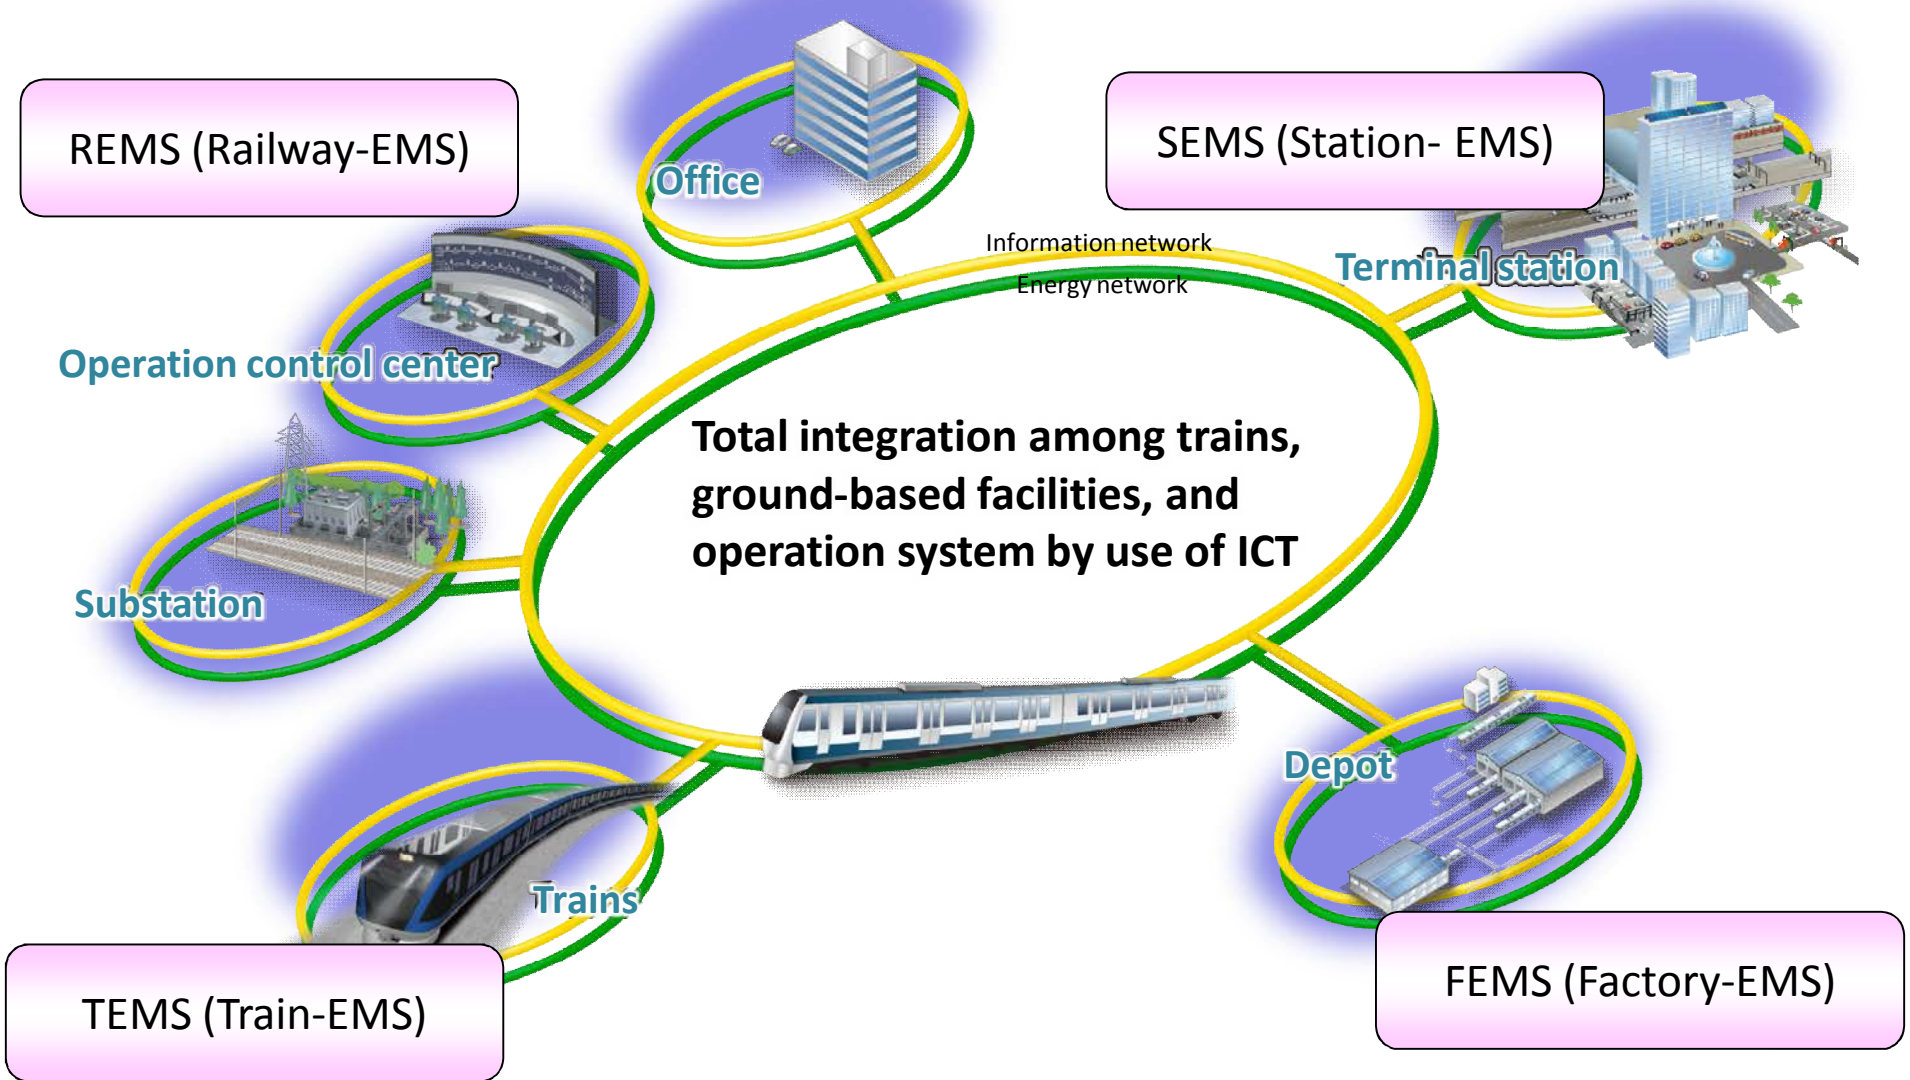 REMS (Railway-EMS)
SEMS (Station- EMS)
Office
Information network
Energy network
Terminal station
Operation control center
Total integration among trains,
ground-based facilities, and
operation system by use of ICT
Substation
Depot
Trains
FEMS (Factory-EMS)
TEMS (Train-EMS)